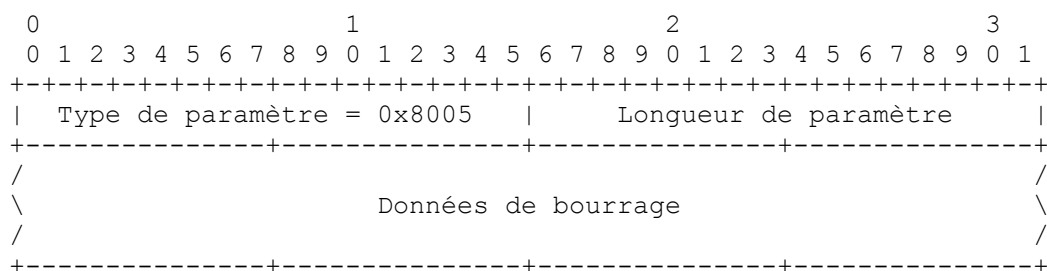 0                   1                   2                   3
 0 1 2 3 4 5 6 7 8 9 0 1 2 3 4 5 6 7 8 9 0 1 2 3 4 5 6 7 8 9 0 1
+-+-+-+-+-+-+-+-+-+-+-+-+-+-+-+-+-+-+-+-+-+-+-+-+-+-+-+-+-+-+-+-+
|  Type de paramètre = 0x8005   |     Longueur de paramètre     |
+---------------+---------------+---------------+---------------+
/                                                               /
\                      Données de bourrage                      \
/                                                               /
+---------------+---------------+---------------+---------------+